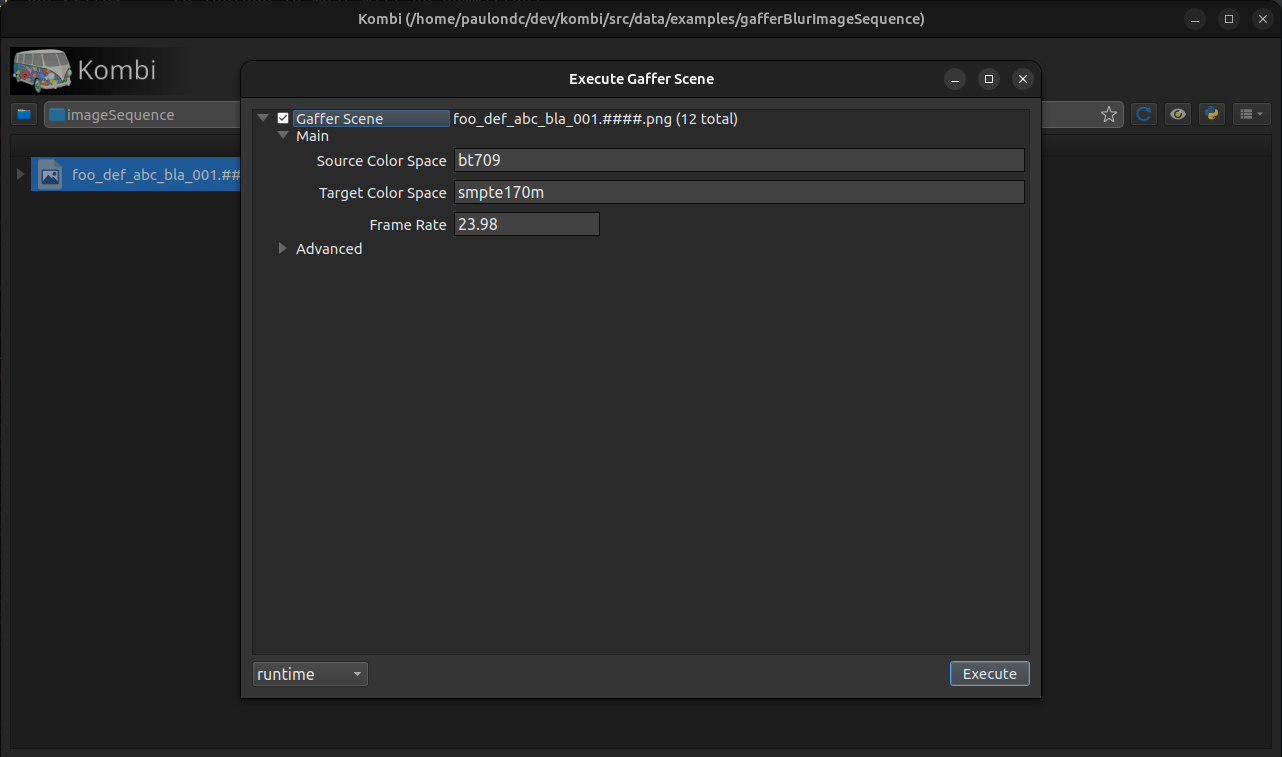 Kombi (/home/paulondc/dev/kombi/src/data/examples/gafferBlurImageSequence)
Kombi
imageSequence
foo_def_abc_bla_001.##
Execute Gaffer Scene
Gaffer Scene foo_def_abc_bla_001.####.png (12 total)
Main
Source Color Space bt709
Target Color Space smpte170m
Frame Rate 23.98
Advanced
runtime
Execute